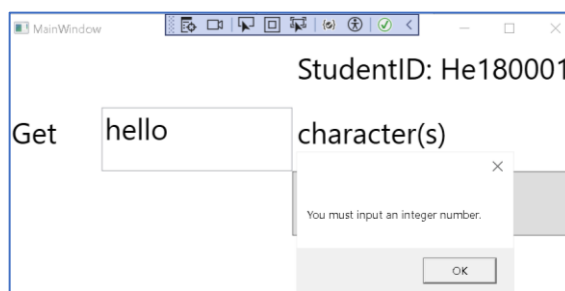 MainWindow
StudentID: He180001
Get hello character(s)
You must input an integer number.
OK